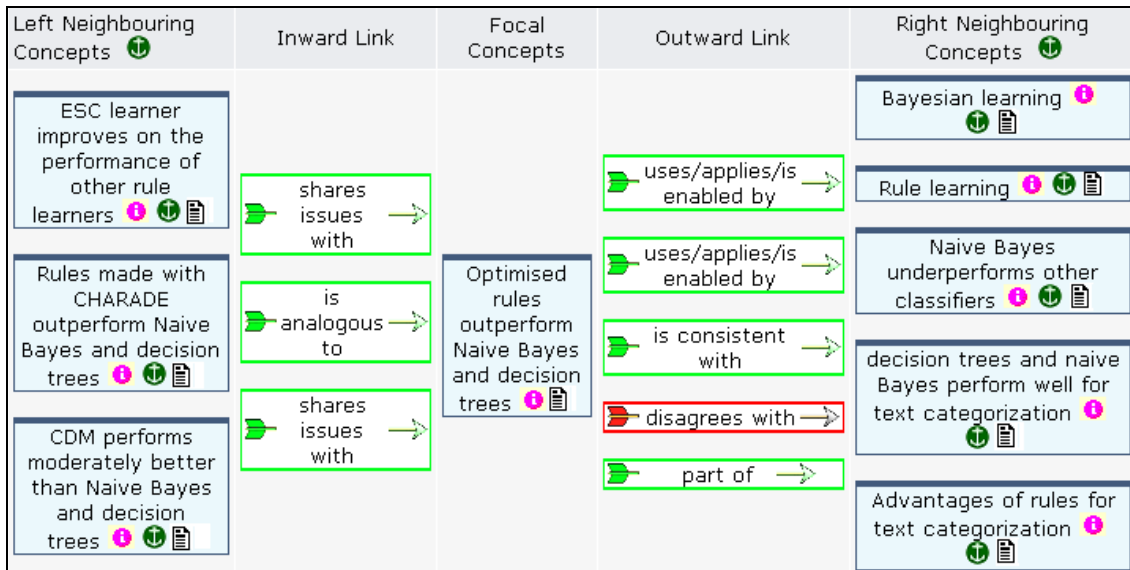 Left Neighbouring
Concepts
Inward Link
Focal
Concepts
Outward Link
Right Neighbouring
Concepts
ESC learner
improves on the
performance of
other rule
learners
Rules made with
CHARADE
outperform Naive
Bayes and decision
trees
CDM performs
moderately better
than Naive Bayes
and decision
trees
shares
issues
with
is
analogous
to
shares
issues
with
Optimised
rules
outperform
Naive Bayes
and decision
trees
uses/applies/is
enabled by
uses/applies/is
enabled by
is consistent
with
disagrees with
part of
Bayesian learning
Rule learning
Naive Bayes
underperforms other
classifiers
decision trees and naive
Bayes perform well for
text categorization
Advantages of rules for
text categorization